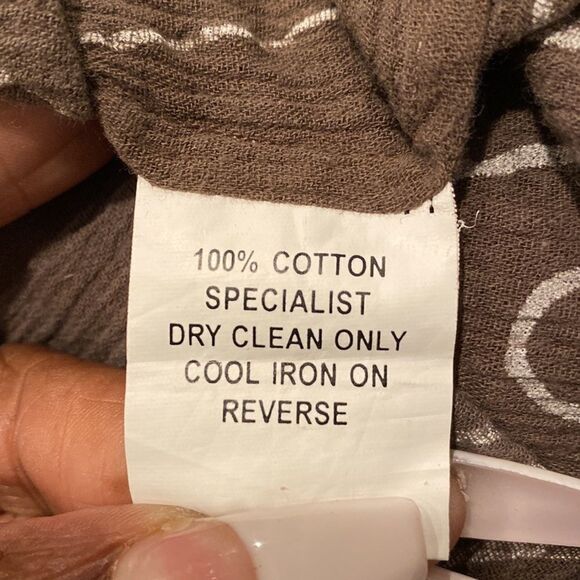 100% COTTON
SPECIALIST
DRY CLEAN ONLY
COOL IRON ON
REVERSE